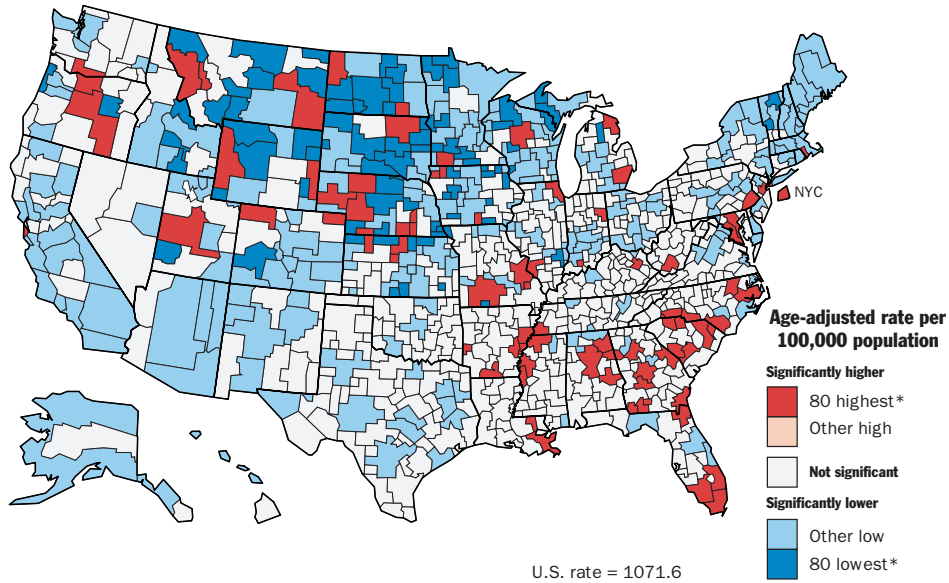 NYC
Age-adjusted rate per
100,000 population
Significantly higher
80 highest*
Other high
Not significant
Significantly lower
Other low
80 lowest*
U.S. rate = 1071.6